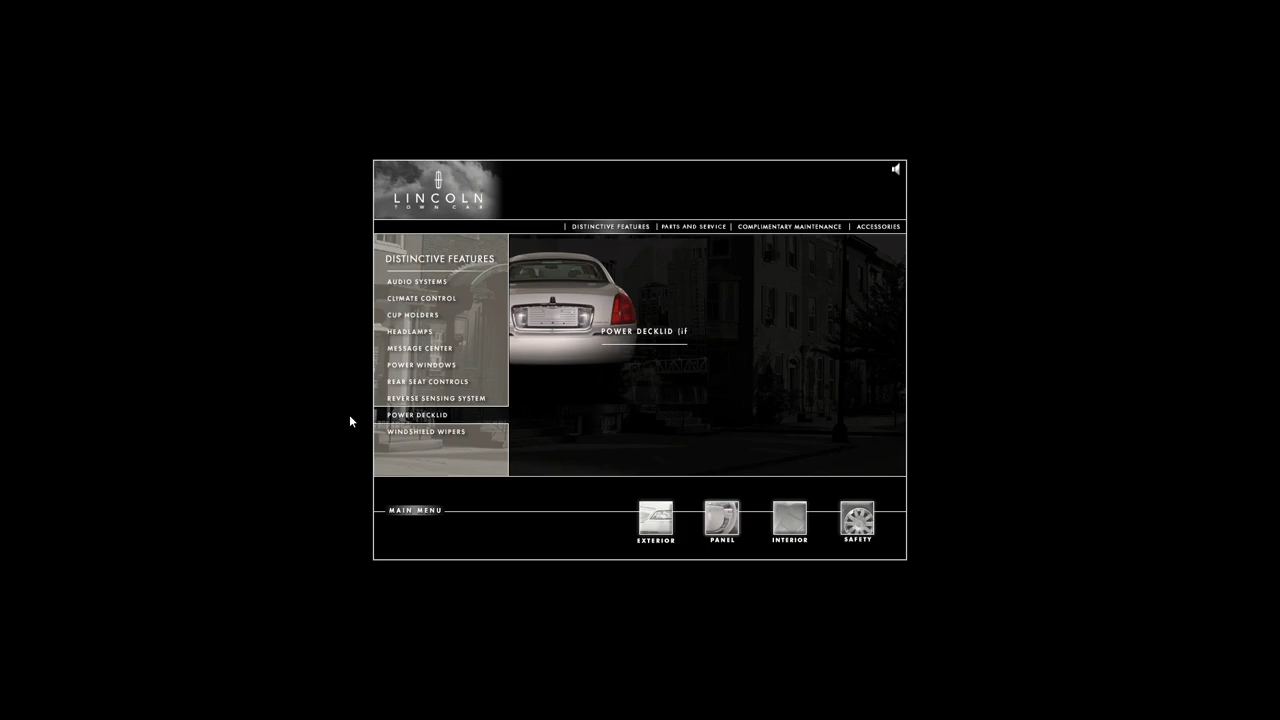 LINCOLN
TOWN CAR
DISTINCTIVE FEATURES
PARTS AND SERVICE
COMPLIMENTARY MAINTENANCE
ACCESSORIES
DISTINCTIVE FEATURES
AUDIO SYSTEMS
CLIMATE CONTROL
CUP HOLDERS
HEADLAMPS
MESSAGE CENTER
POWER WINDOWS
REAR SEAT CONTROLS
REVERSE SENSING SYSTEM
POWER DECKLID
WINDSHIELD WIPERS
POWER DECKLID (if
MAIN MENU
EXTERIOR
PANEL
INTERIOR
SAFETY